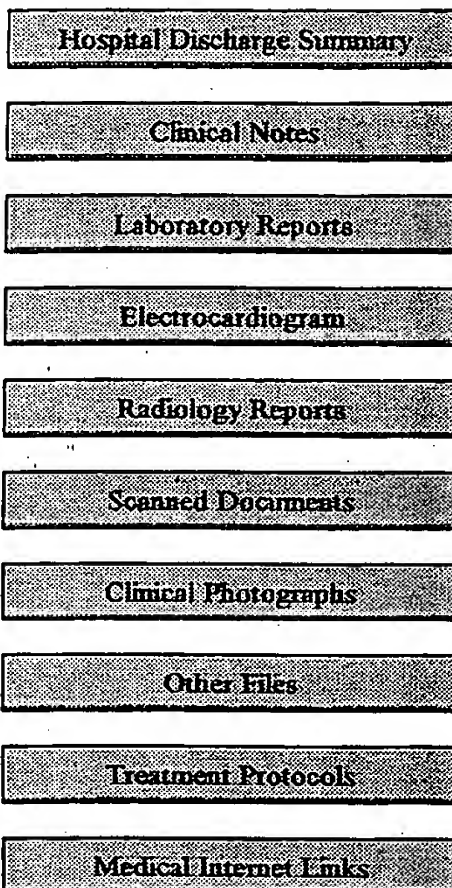 Hospital Discharge Summary
Clinical Notes
Laboratory Reports
Electrocardiogram
Radiology Reports
Scanned Documents
Clinical Photographs
Other Files
Treatment Protocols
Medical Internet Links